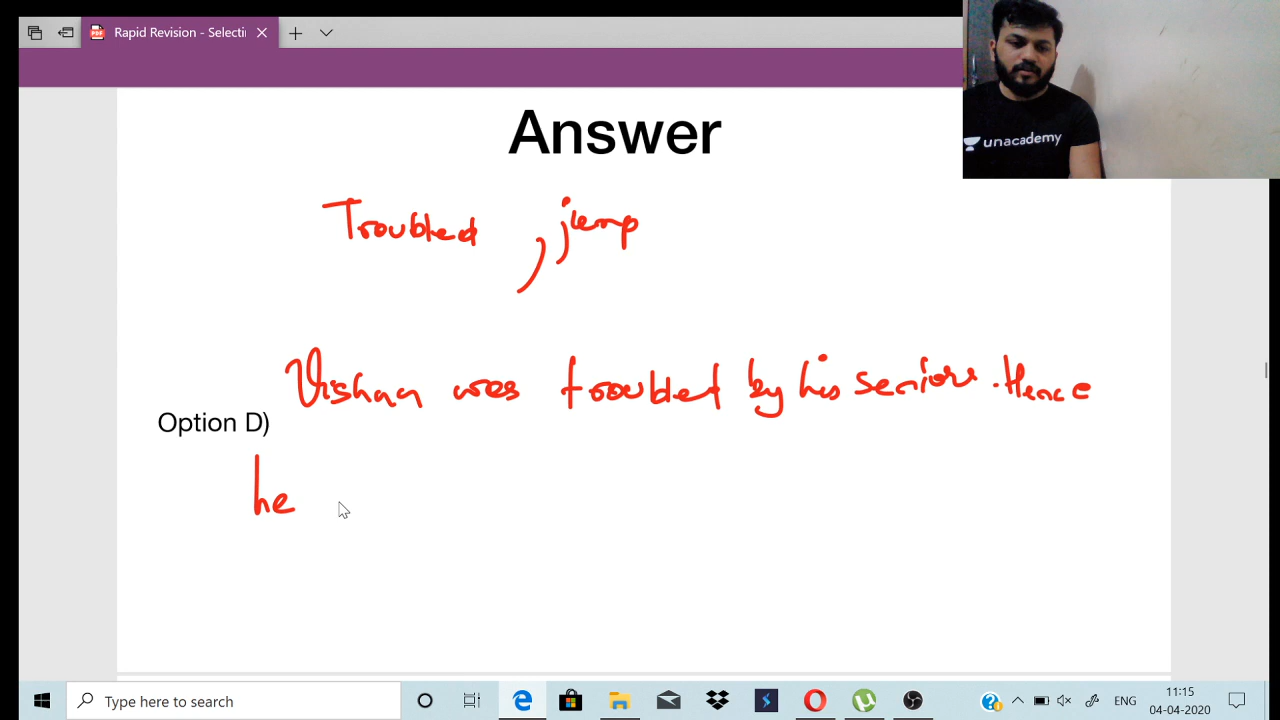 Rapid Revision - Selecti
unacademy
Answer
Troubled , jump
Vishaa was troubled by his seniors. Hence
Option D)
he
Type here to search
ENG
11:15
04-04-2020